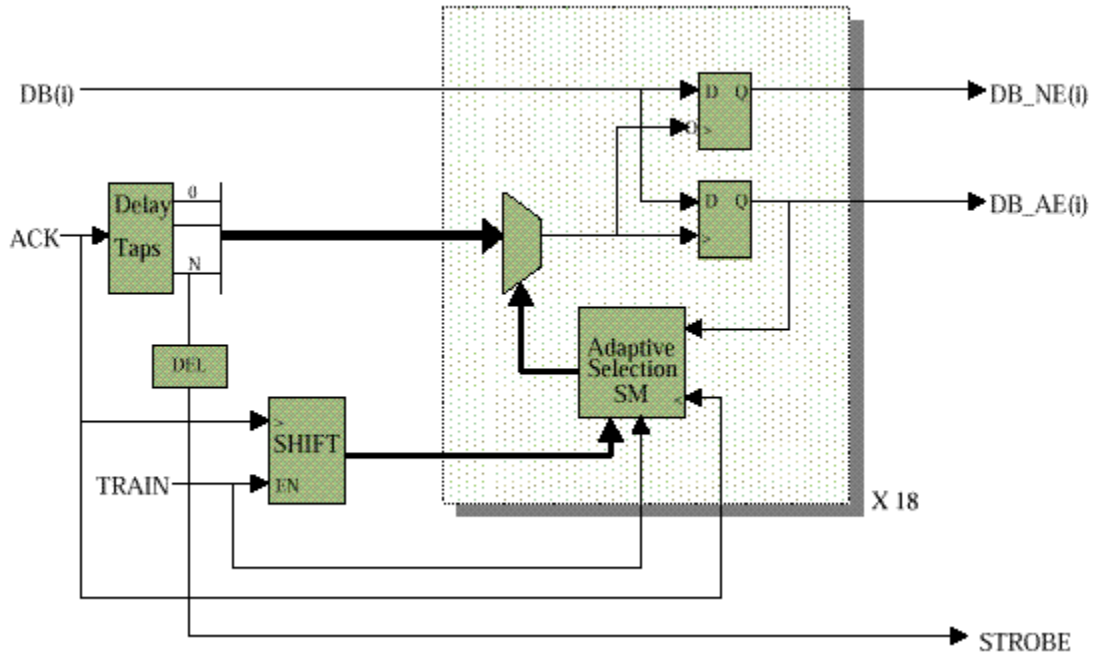 DB(i)
D Q
DB_NE(i)
>
0
Delay
Taps
N
ACK
D Q
DB_AE(i)
>
DEL
Adaptive
Selection
SM
<
>
SHIFT
TRAIN
EN
X 18
STROBE